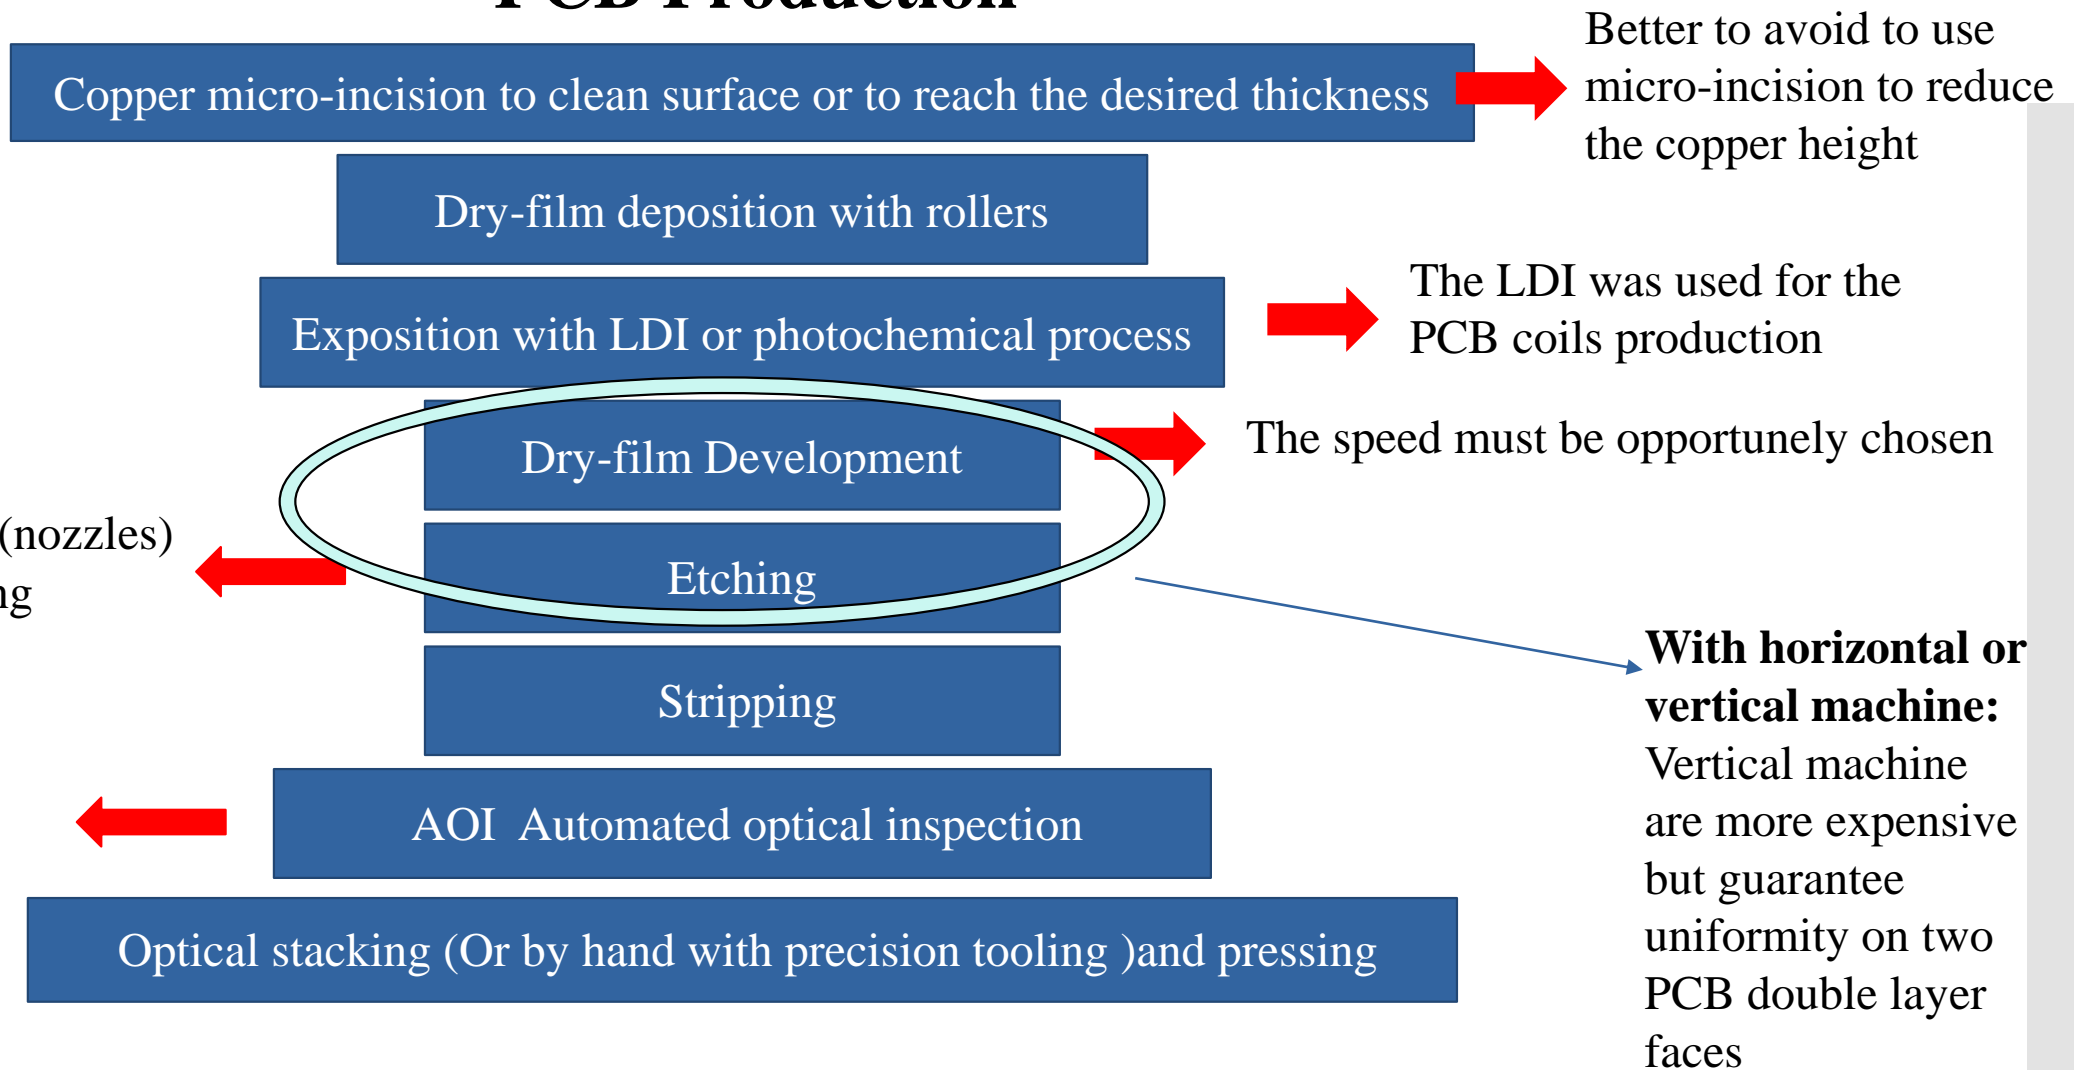 PCB Production
Copper micro-incision to clean surface or to reach the desired thickness
Better to avoid to use
micro-incision to reduce
the copper height
Dry-film deposition with rollers
Exposition with LDI or photochemical process
The LDI was used for the
PCB coils production
Dry-film Development
The speed must be opportunely chosen
(nozzles)
Etching
With horizontal or
vertical machine:
Vertical machine
are more expensive
but guarantee
uniformity on two
PCB double layer
faces
Stripping
AOI  Automated optical inspection
Optical stacking (Or by hand with precision tooling )and pressing